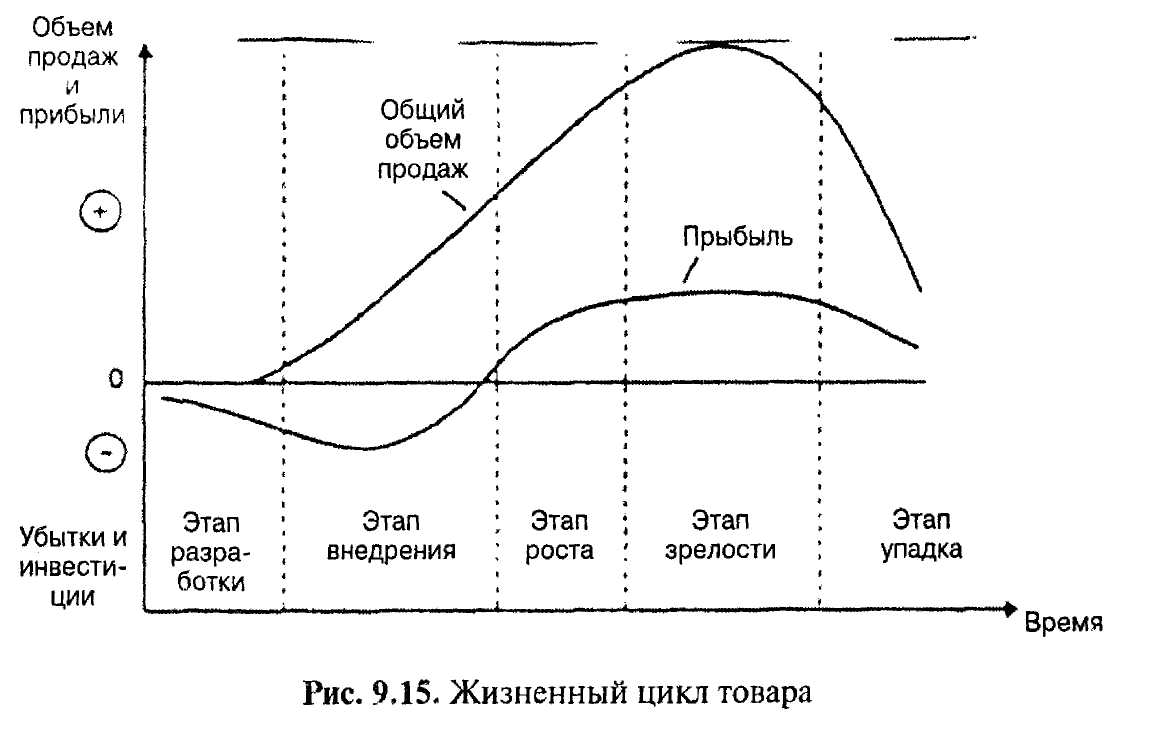 Объем
продаж
и
прибыли
Общий
объем
продаж
+
Прыбыль
0
-
Убытки и
инвести-
ции
Этап
разра-
ботки
Этап
внедрения
Этап
роста
Этап
зрелости
Этап
упадка
Время
Рис. 9.15. Жизненный цикл товара